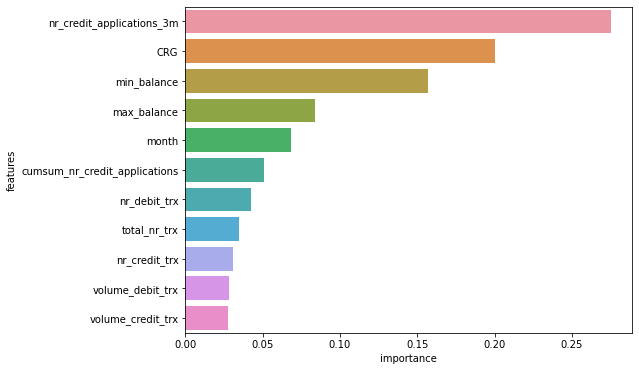 nr_credit_applications_3m
CRG
min_balance
max_balance
month
cumsum_nr_credit_applications
nr_debit_trx
total_nr_trx
nr_credit_trx
volume_debit_trx
volume_credit_trx
features
0.00 0.05 0.10 0.15 0.20 0.25
importance